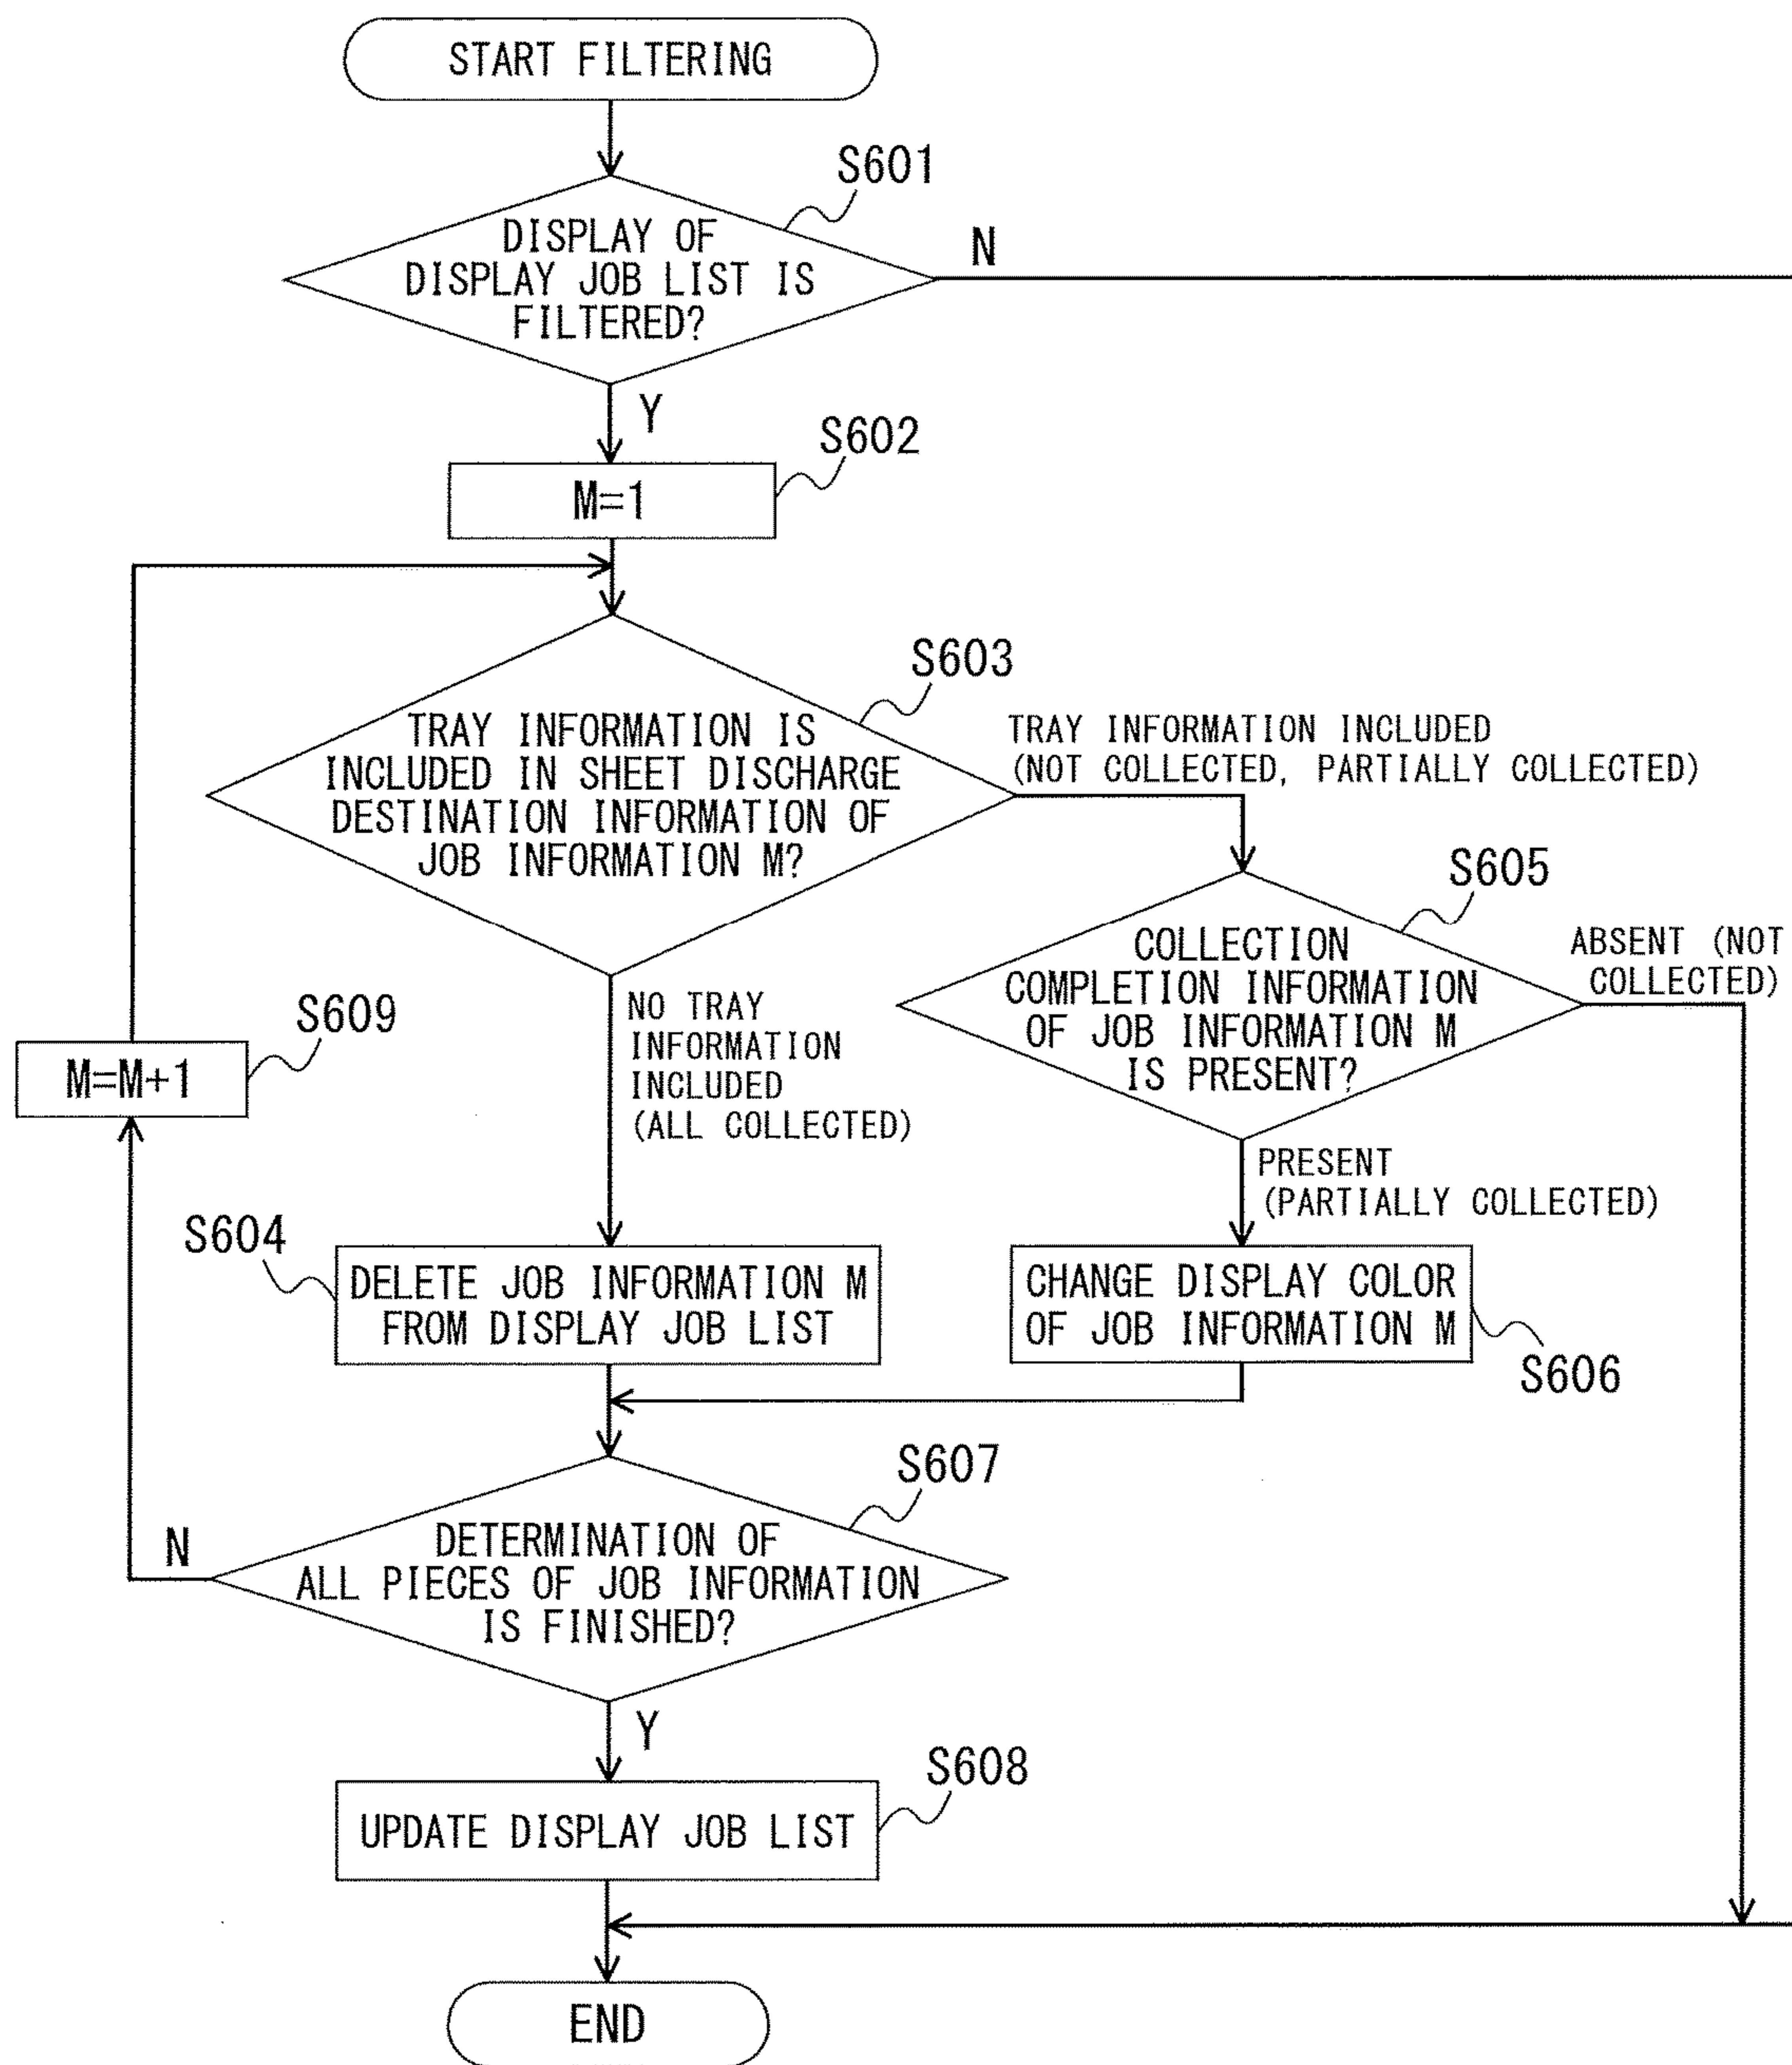 START FILTERING
S601
DISPLAY OF
DISPLAY JOB LIST IS
FILTERED?
N
Y
S602
M=1
S603
TRAY INFORMATION IS
INCLUDED IN SHEET DISCHARGE
DESTINATION INFORMATION OF
JOB INFORMATION M?
TRAY INFORMATION INCLUDED
(NOT COLLECTED, PARTIALLY COLLECTED)
S605
COLLECTION
COMPLETION INFORMATION
OF JOB INFORMATION M
IS PRESENT?
ABSENT (NOT
COLLECTED)
NO TRAY
INFORMATION
INCLUDED
(ALL COLLECTED)
S609
M=M+1
PRESENT
(PARTIALLY COLLECTED)
S604
DELETE JOB INFORMATION M
FROM DISPLAY JOB LIST
CHANGE DISPLAY COLOR
OF JOB INFORMATION M
S606
S607
DETERMINATION OF
ALL PIECES OF JOB INFORMATION
IS FINISHED?
N
Y
S608
UPDATE DISPLAY JOB LIST
END